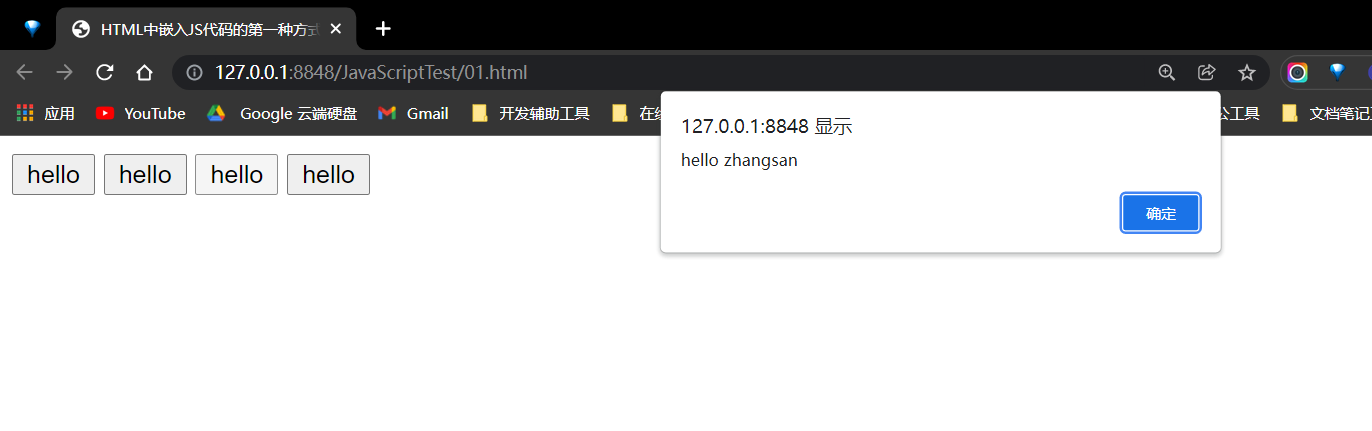 HTML中嵌入JS代码的第一种方式
127.0.0.1:8848/JavaScriptTest/01.html
应用 YouTube Google 云端硬盘 Gmail 开发辅助工具 在 公工具 文档笔记
127.0.0.1:8848 显示
hello zhangsan
确定
hello hello hello hello